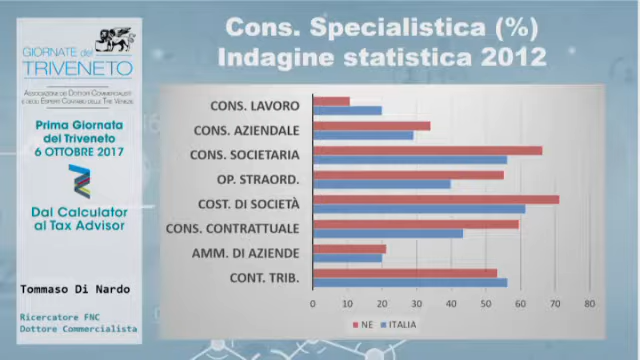 Cons. Specialistica (%)
Indagine statistica 2012
GIORNATE del
TRIVENETO
ASSOCIAZIONE DEI DOTTORI COMMERCIALISTI
E DEGLI ESPERTI CONTABILI DELLE TRE VENEZIE
Prima Giornata
del Triveneto
6 OTTOBRE 2017
Dal Calculator
al Tax Advisor
Tommaso Di Nardo
Ricercatore FNC
Dottore Commercialista
CONS. LAVORO
CONS. AZIENDALE
CONS. SOCIETARIA
OP. STRAORD.
COST. DI SOCIETÀ
CONS. CONTRATTUALE
AMM. DI AZIENDE
CONT. TRIB.
0 10 20 30 40 50 60 70 80
NE ITALIA